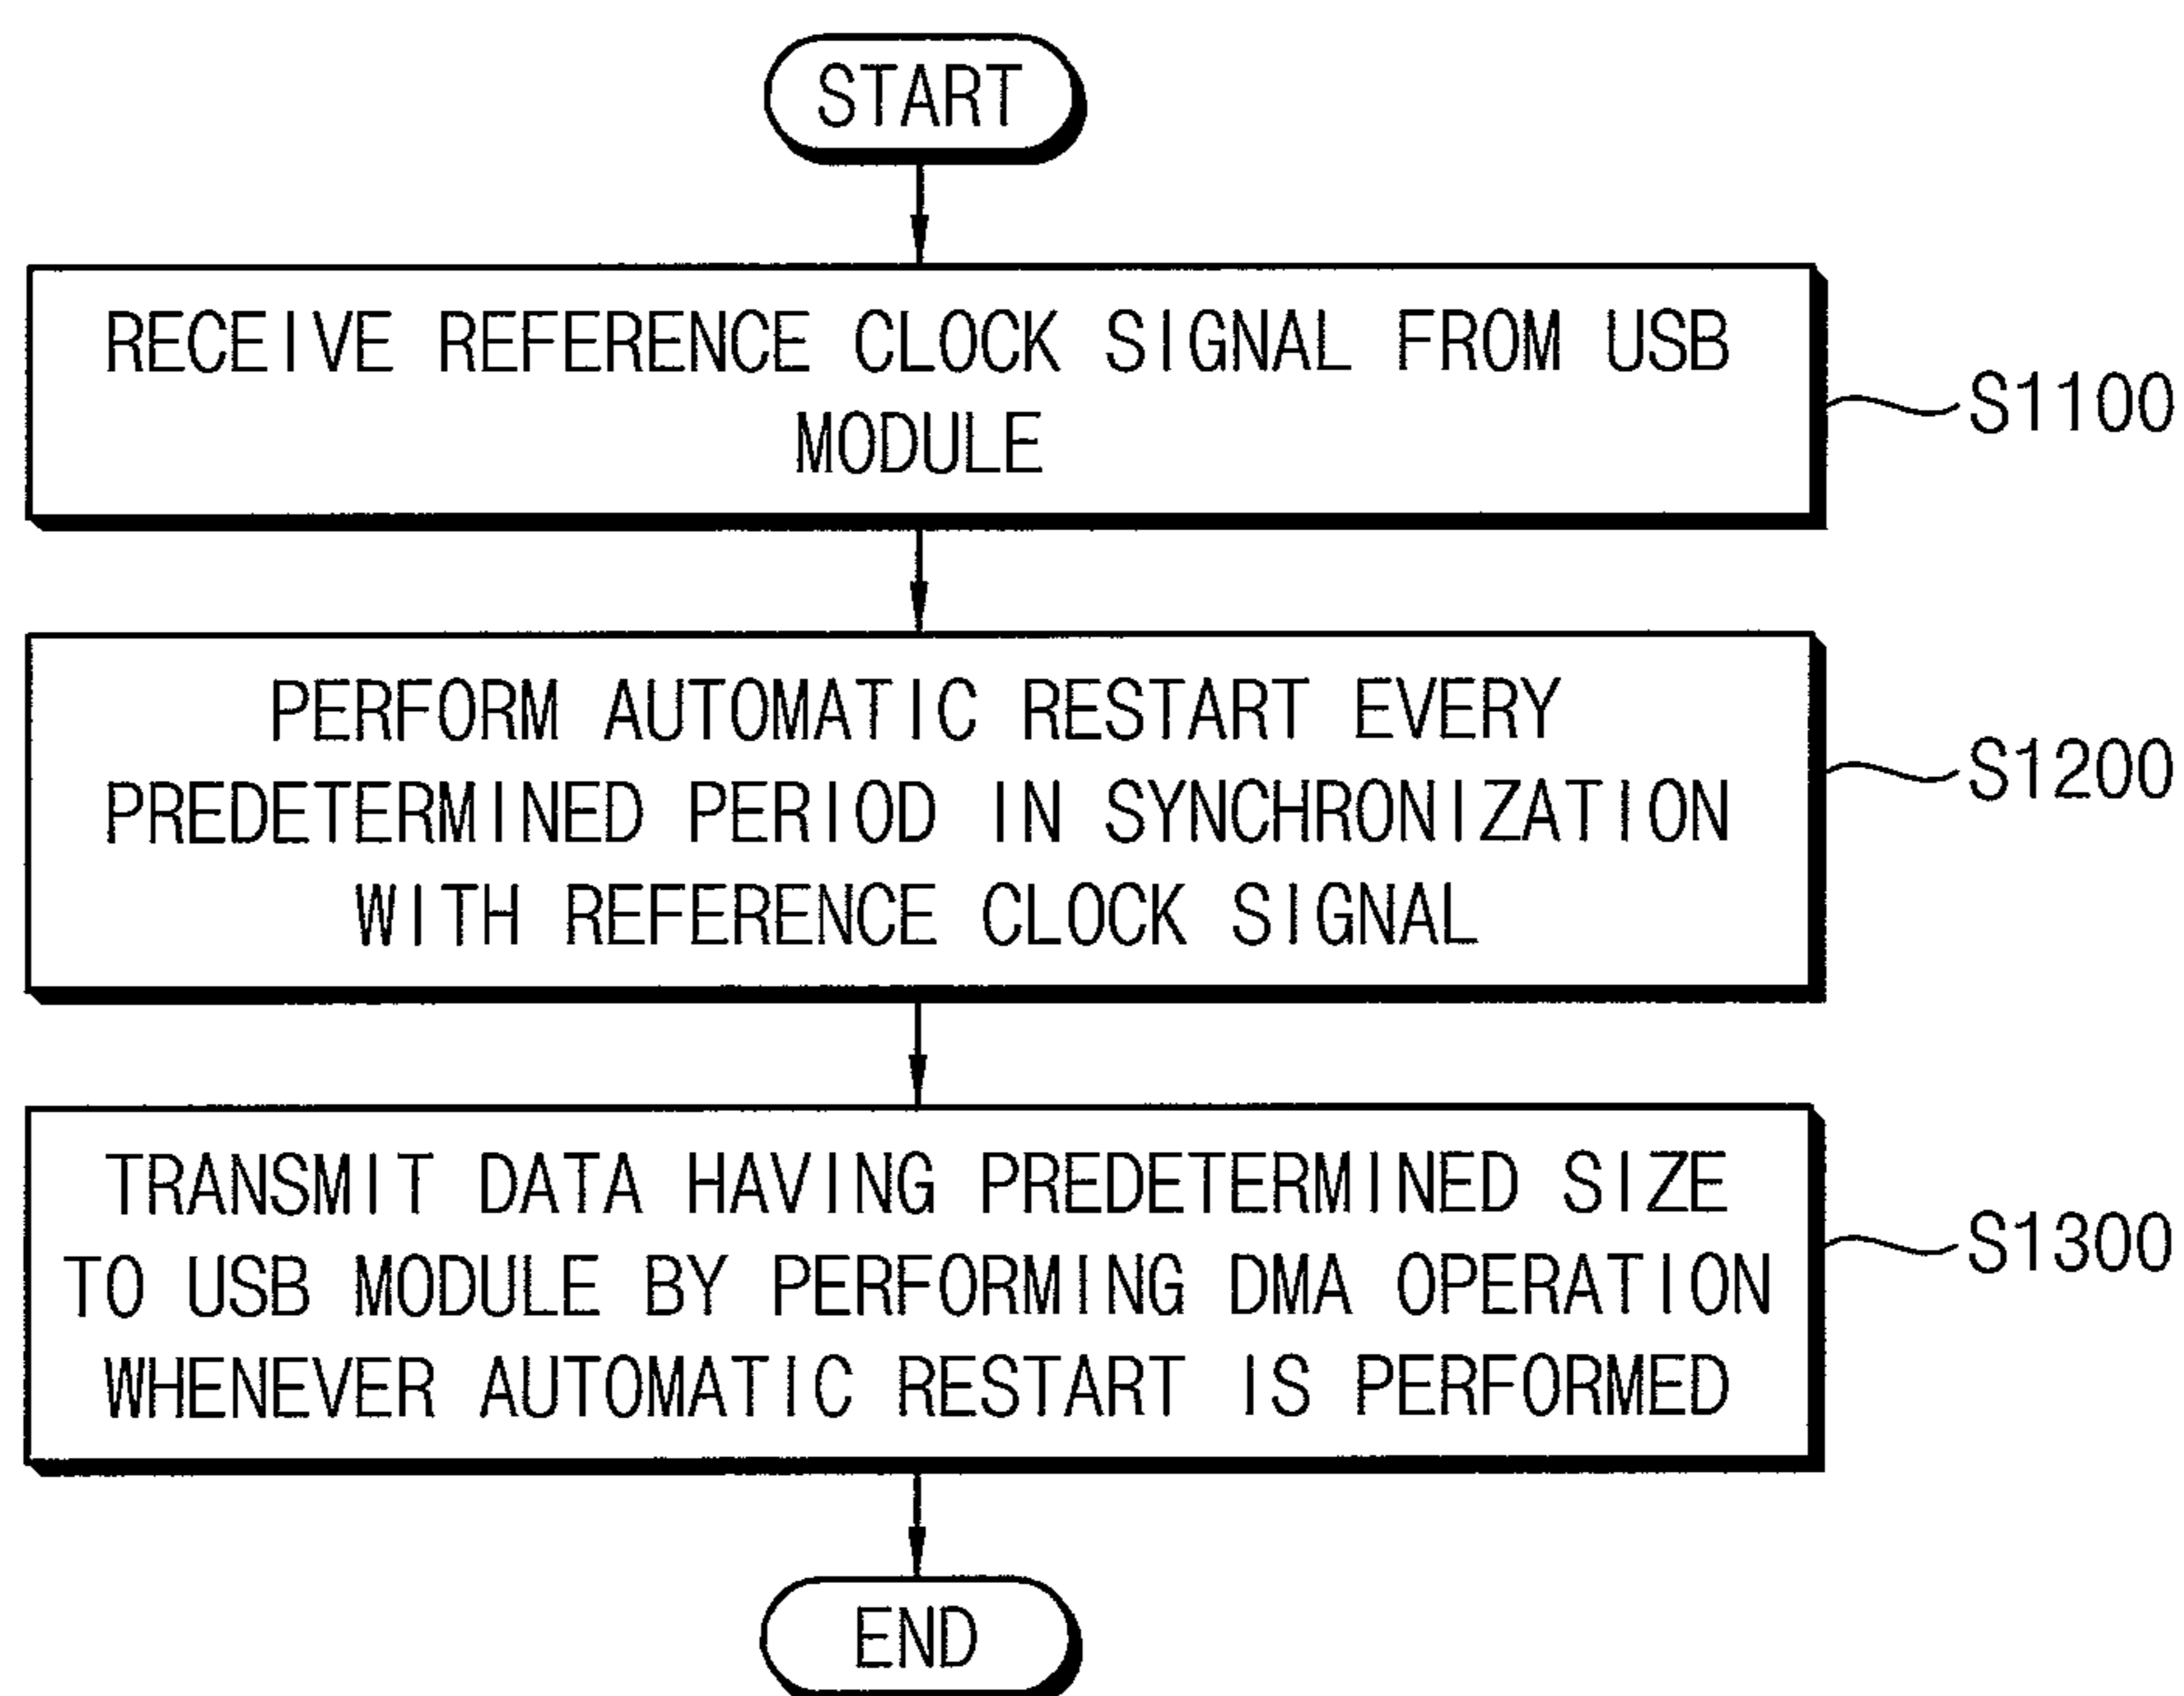 START
RECEIVE REFERENCE CLOCK SIGNAL FROM USB
MODULE
S1100
PERFORM AUTOMATIC RESTART EVERY
PREDETERMINED PERIOD IN SYNCHRONIZATION
WITH REFERENCE CLOCK SIGNAL
S1200
TRANSMIT DATA HAVING PREDETERMINED SIZE
TO USB MODULE BY PERFORMING DMA OPERATION
WHENEVER AUTOMATIC RESTART IS PERFORMED
S1300
END